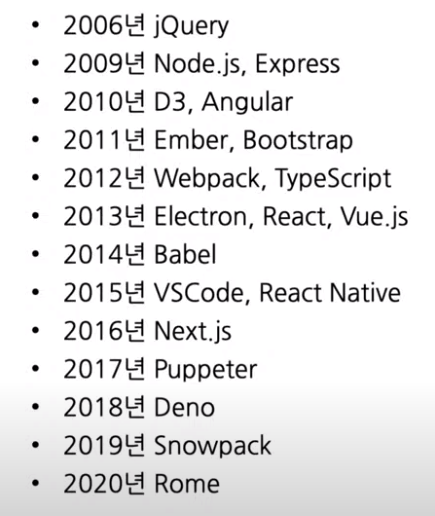 • 2006년 jQuery
• 2009년 Node.js, Express
• 2010년 D3, Angular
• 2011년 Ember, Bootstrap
• 2012년 Webpack, TypeScript
• 2013년 Electron, React, Vue.js
• 2014년 Babel
• 2015년 VSCode, React Native
• 2016년 Next.js
• 2017년 Puppeter
• 2018년 Deno
• 2019년 Snowpack
• 2020년 Rome